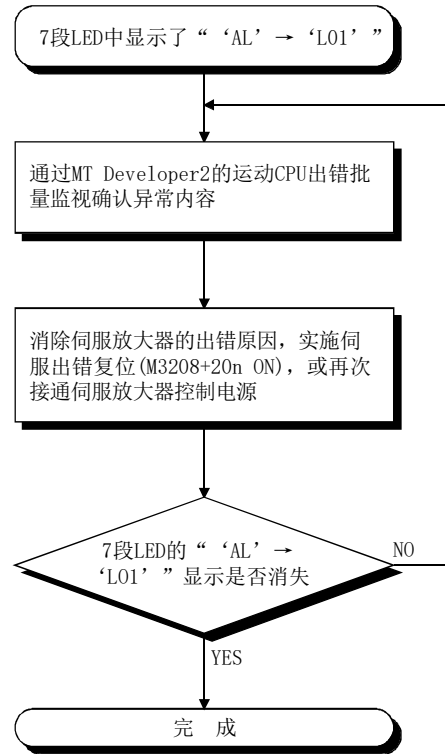 7段LED中显示了“‘AL’→‘L01’”
通过MT Developer2的运动CPU出错批
量监视确认异常内容
消除伺服放大器的出错原因，实施伺
服出错复位(M3208+20n ON)，或再次
接通伺服放大器控制电源
7段LED的“‘AL’→
‘L01’”显示是否消失
NO
YES
完 成